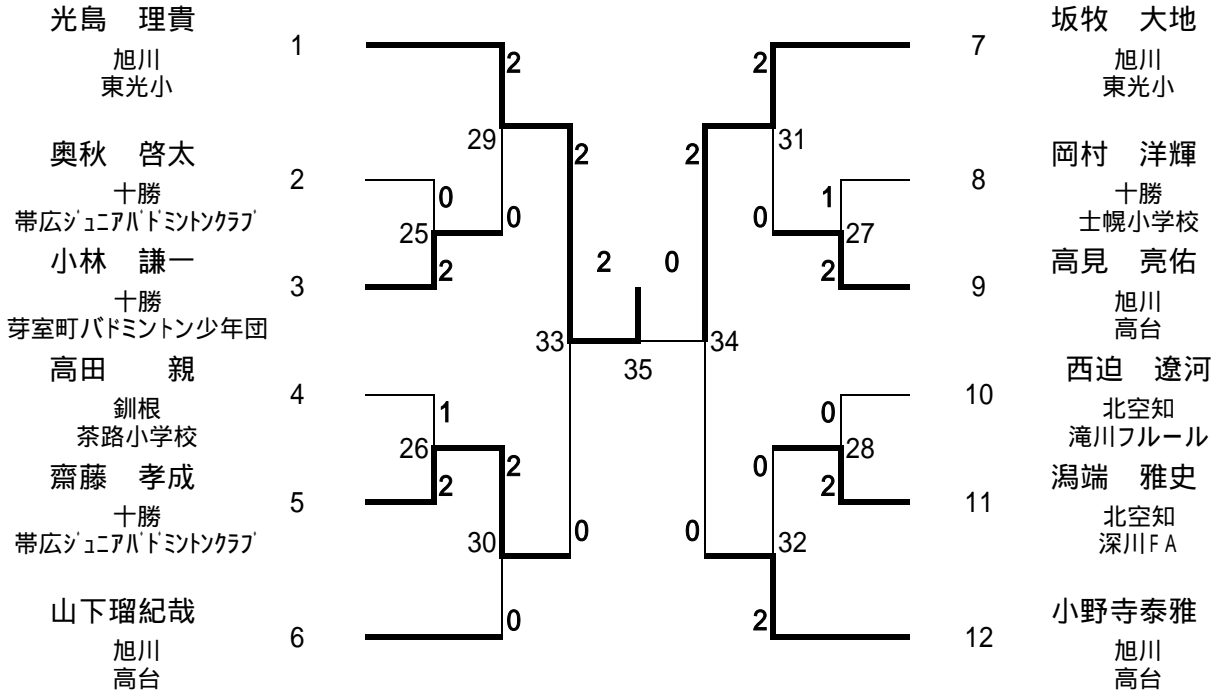 光島　理貴
1
旭川
東光小
奥秋　啓太
2
十勝
帯広ｼﾞｭﾆｱﾊﾞﾄﾞﾐﾝﾄﾝｸﾗﾌﾞ
小林　謙一
3
十勝
芽室町バドミントン少年団
高田　　親
4
釧根
茶路小学校
齋藤　孝成
5
十勝
帯広ｼﾞｭﾆｱﾊﾞﾄﾞﾐﾝﾄﾝｸﾗﾌﾞ
山下瑠紀哉
6
旭川
高台
2
29
0
25
2
0
2
1
26
2
2
30
0
0
33
2
0
35
2
34
0
2
31
0
1
27
2
0
28
2
0
32
2
坂牧　大地
7
旭川
東光小
岡村　洋輝
8
十勝
士幌小学校
高見　亮佑
9
旭川
高台
西迫　遼河
10
北空知
滝川フルール
潟端　雅史
11
北空知
深川ＦＡ
小野寺泰雅
12
旭川
高台